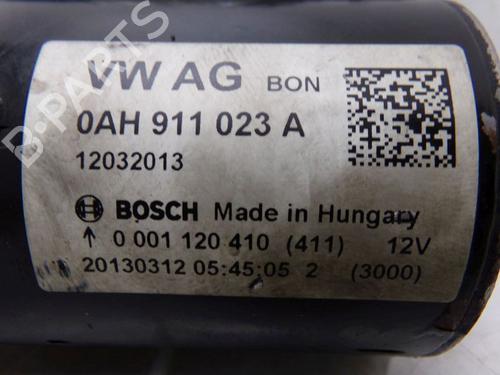 VW AG BON
0AH 911 023 A
12032013
BOSCH Made in Hungary
↑ 0 001 120 410 (411) 12V
20130312 05:45:05 2 (3000)
B-PARTS